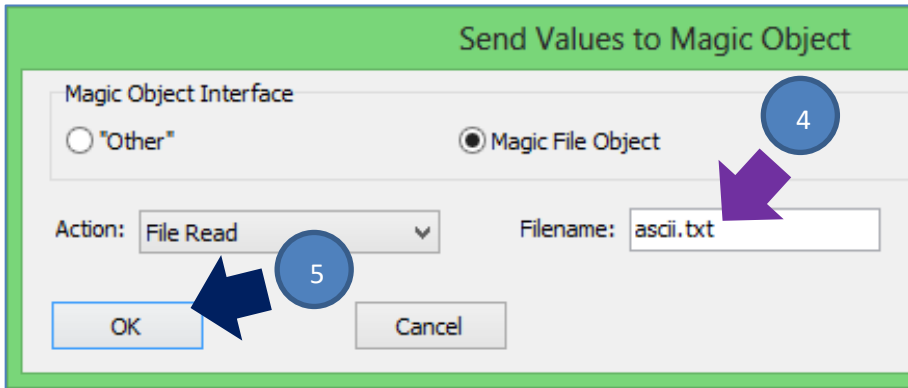 Send Values to Magic Object
Magic Object Interface
"Other"
Magic File Object
4
Action: File Read
Filename: ascii.txt
5
OK
Cancel